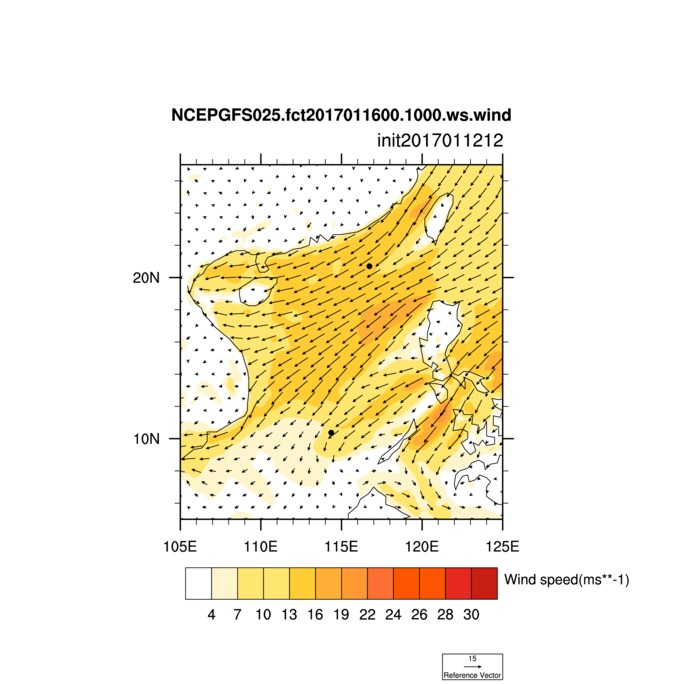 NCEPGFS025.fct2017011600.1000.ws.wind
init2017011212
20N
10N
105E 110E 115E 120E 125E
Wind speed(ms**-1)
4 7 10 13 16 19 22 24 26 28 30
15
Reference Vector